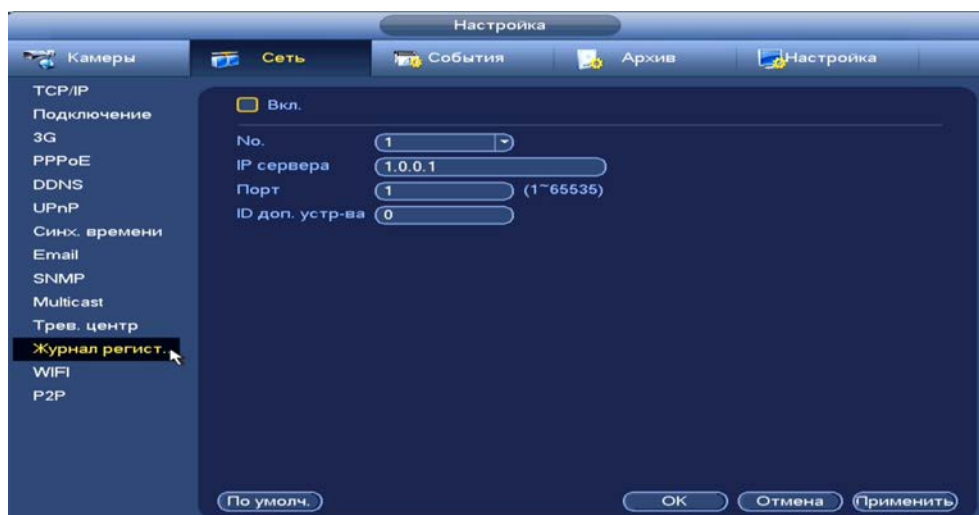 Настройка
Камеры Сеть События Архив Настройка
TCP/IP
Подключение
3G
PPPoE
DDNS
UPnP
Синх. времени
Email
SNMP
Multicast
Трев. центр
Журнал регист.
WIFI
P2P
Вкл.
No. 1
IP сервера 1.0.0.1
Порт 1 (1~65535)
ID доп. устр-ва 0
По умолч. OK Отмена Применить